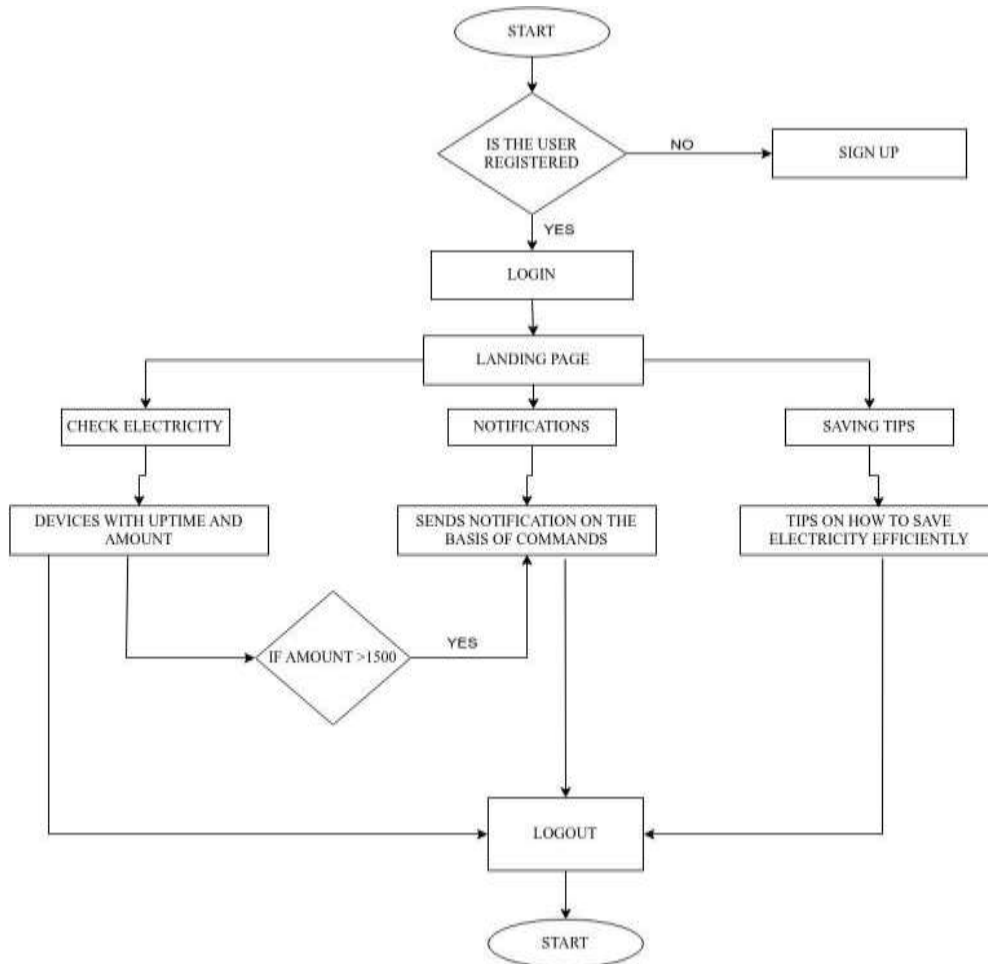 START
IS THE USER
REGISTERED
NO
SIGN UP
YES
LOGIN
LANDING PAGE
CHECK ELECTRICITY
NOTIFICATIONS
SAVING TIPS
DEVICES WITH UPTIME AND
AMOUNT
SENDS NOTIFICATION ON THE
BASIS OF COMMANDS
TIPS ON HOW TO SAVE
ELECTRICITY EFFICIENTLY
IF AMOUNT >1500
YES
LOGOUT
START